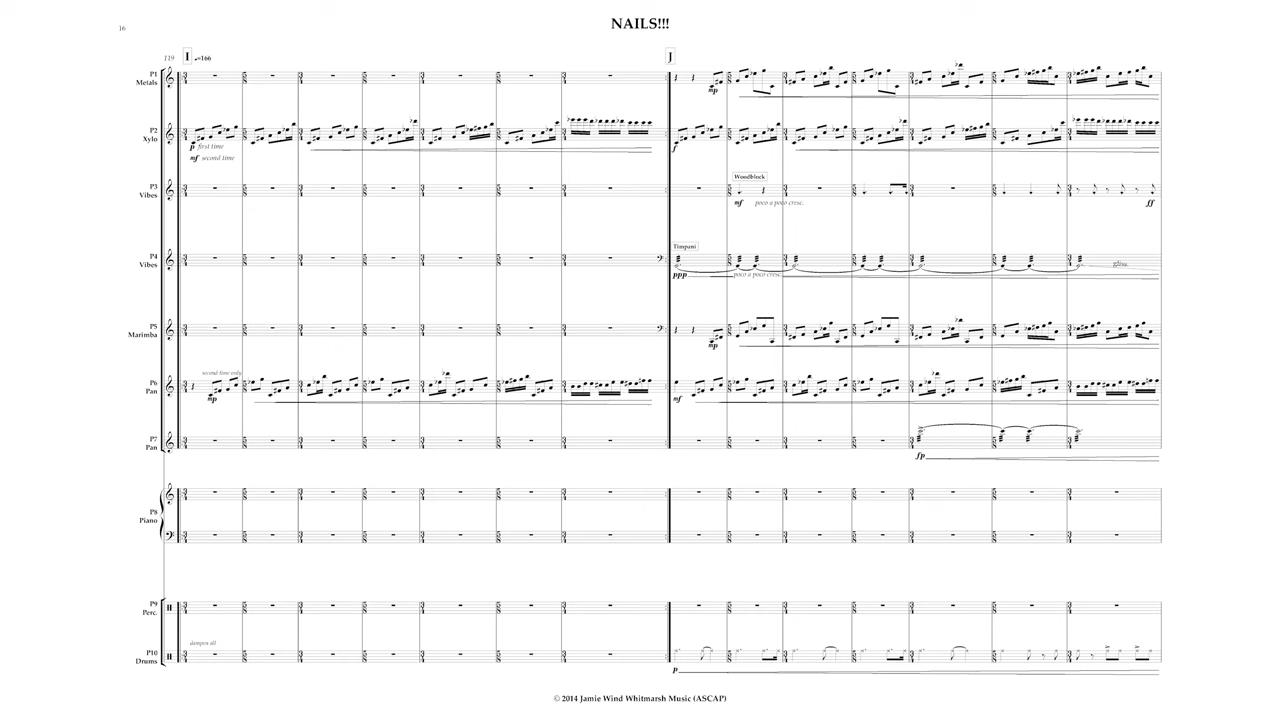 NAILS!!!
16
119
I ♩=166
J
P1
Metals
mp
P2
Xylo
p first time
mf second time
f
P3
Vibes
Woodblock
mf poco a poco cresc.
ff
P4
Vibes
Timpani
ppp
poco a poco cresc.
gliss.
P5
Marimba
mp
P6
Pan
second time only
mp
mf
P7
Pan
fp
P8
Piano
P9
Perc.
P10
Drums
dampen all
p
© 2014 Jamie Wind Whitmarsh Music (ASCAP)